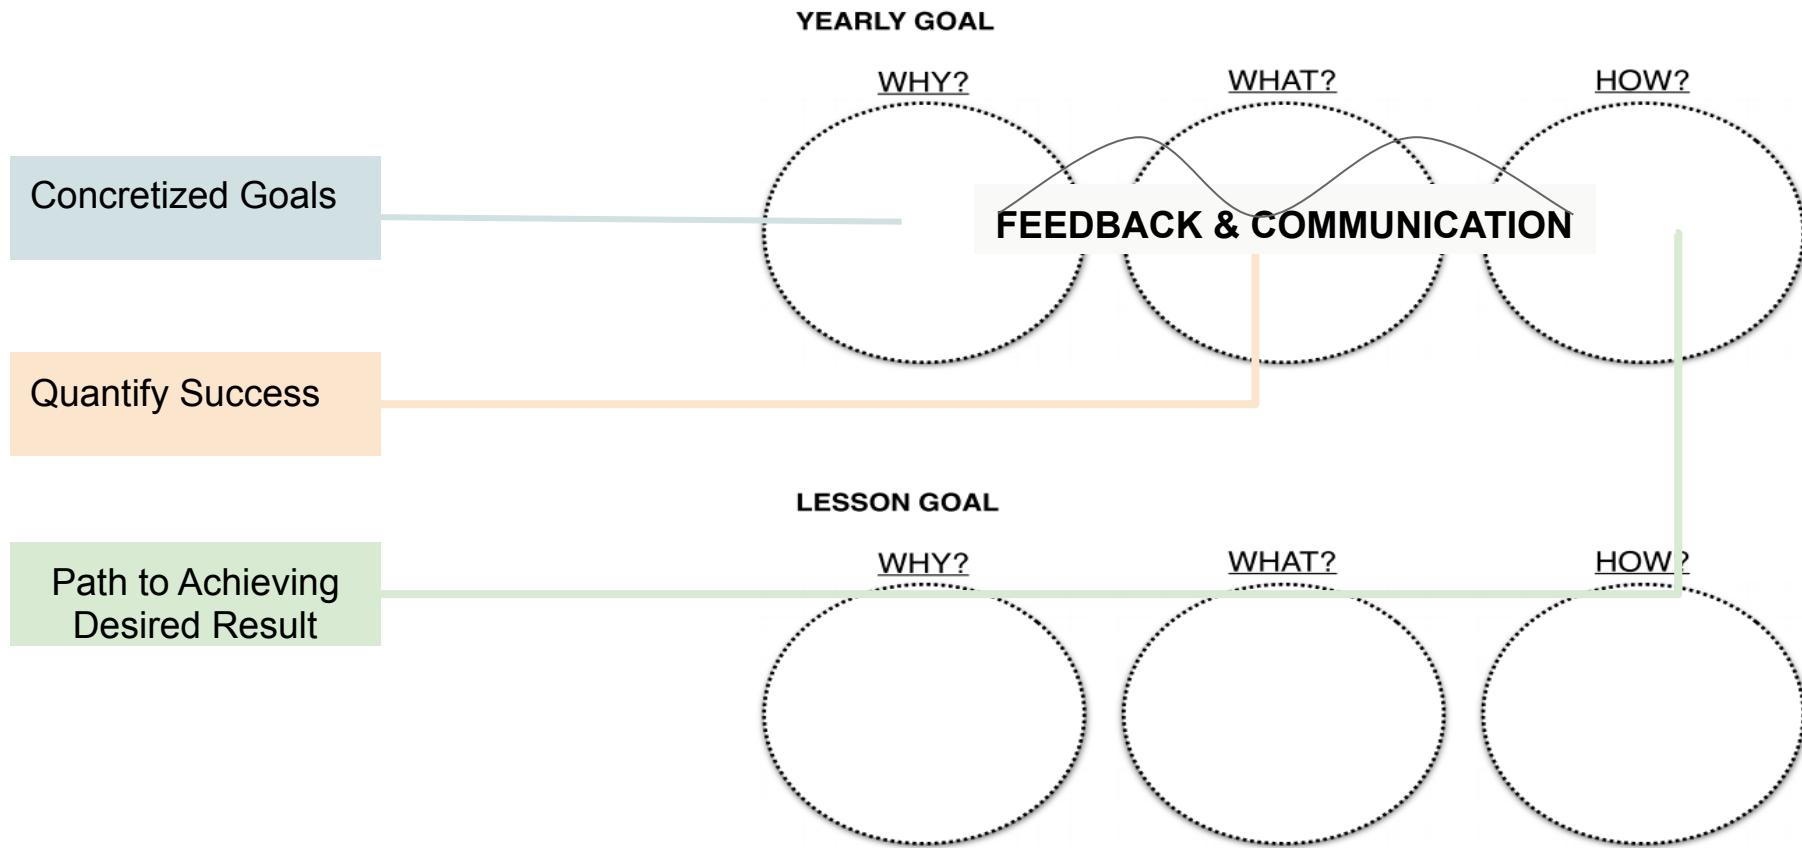 YEARLY GOAL
WHY? WHAT? HOW?
Concretized Goals
FEEDBACK & COMMUNICATION
Quantify Success
LESSON GOAL
WHY? WHAT? HOW?
Path to Achieving
Desired Result